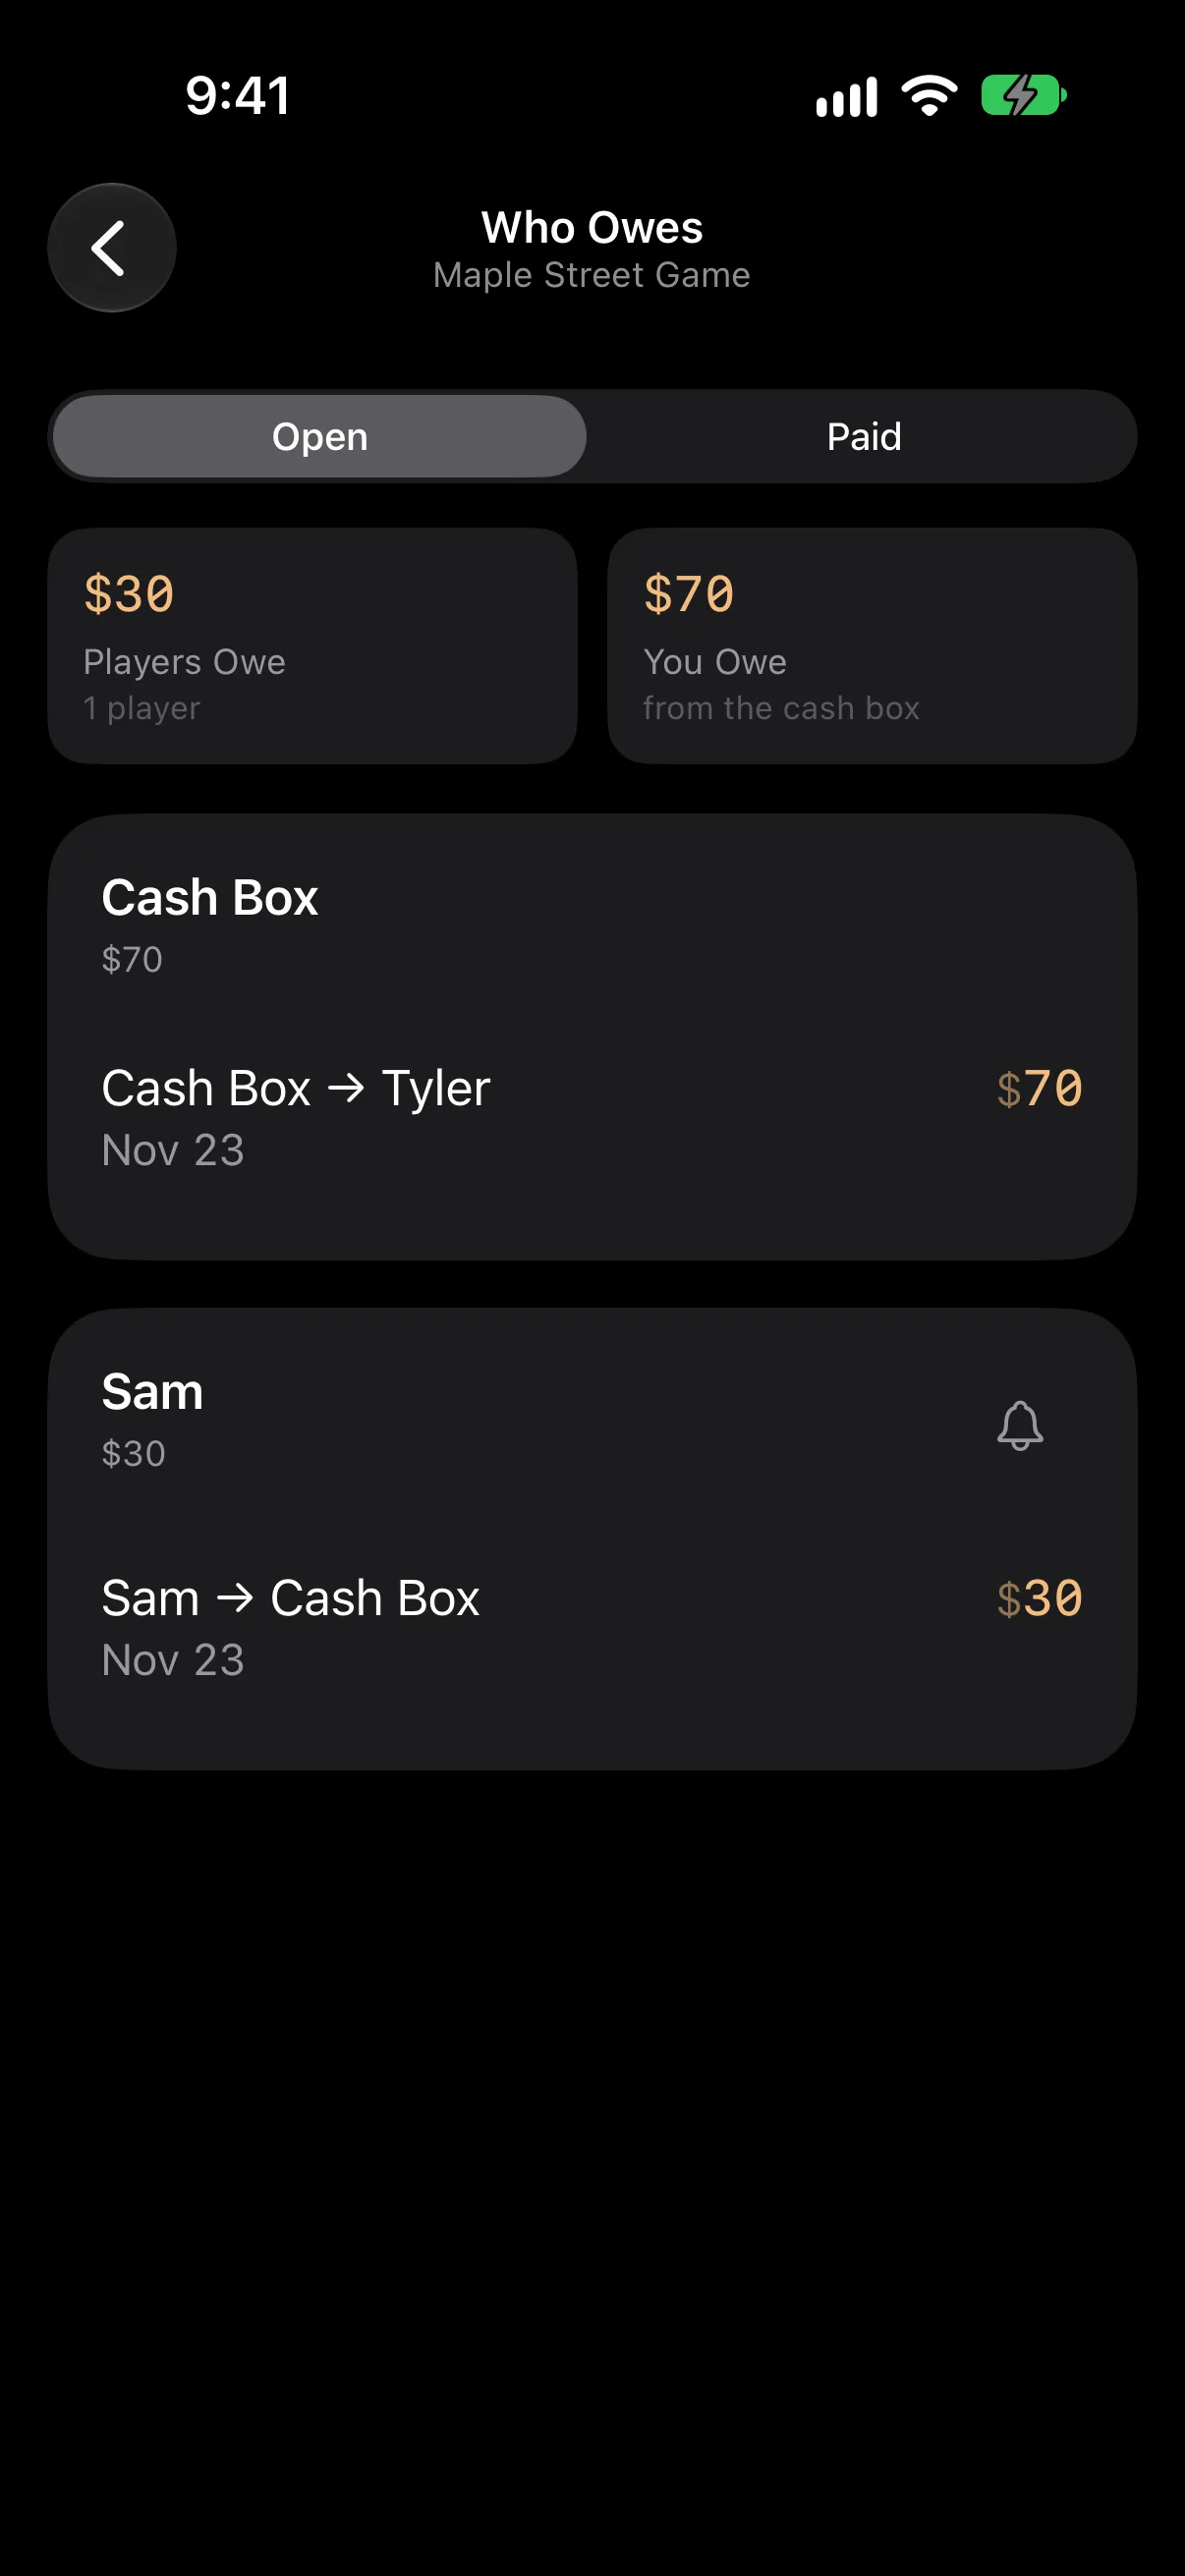 9:41
Who Owes
Maple Street Game
Open
Paid
$30
Players Owe
1 player
$70
You Owe
from the cash box
Cash Box
$70
Cash Box → Tyler
$70
Nov 23
Sam
$30
Sam → Cash Box
$30
Nov 23